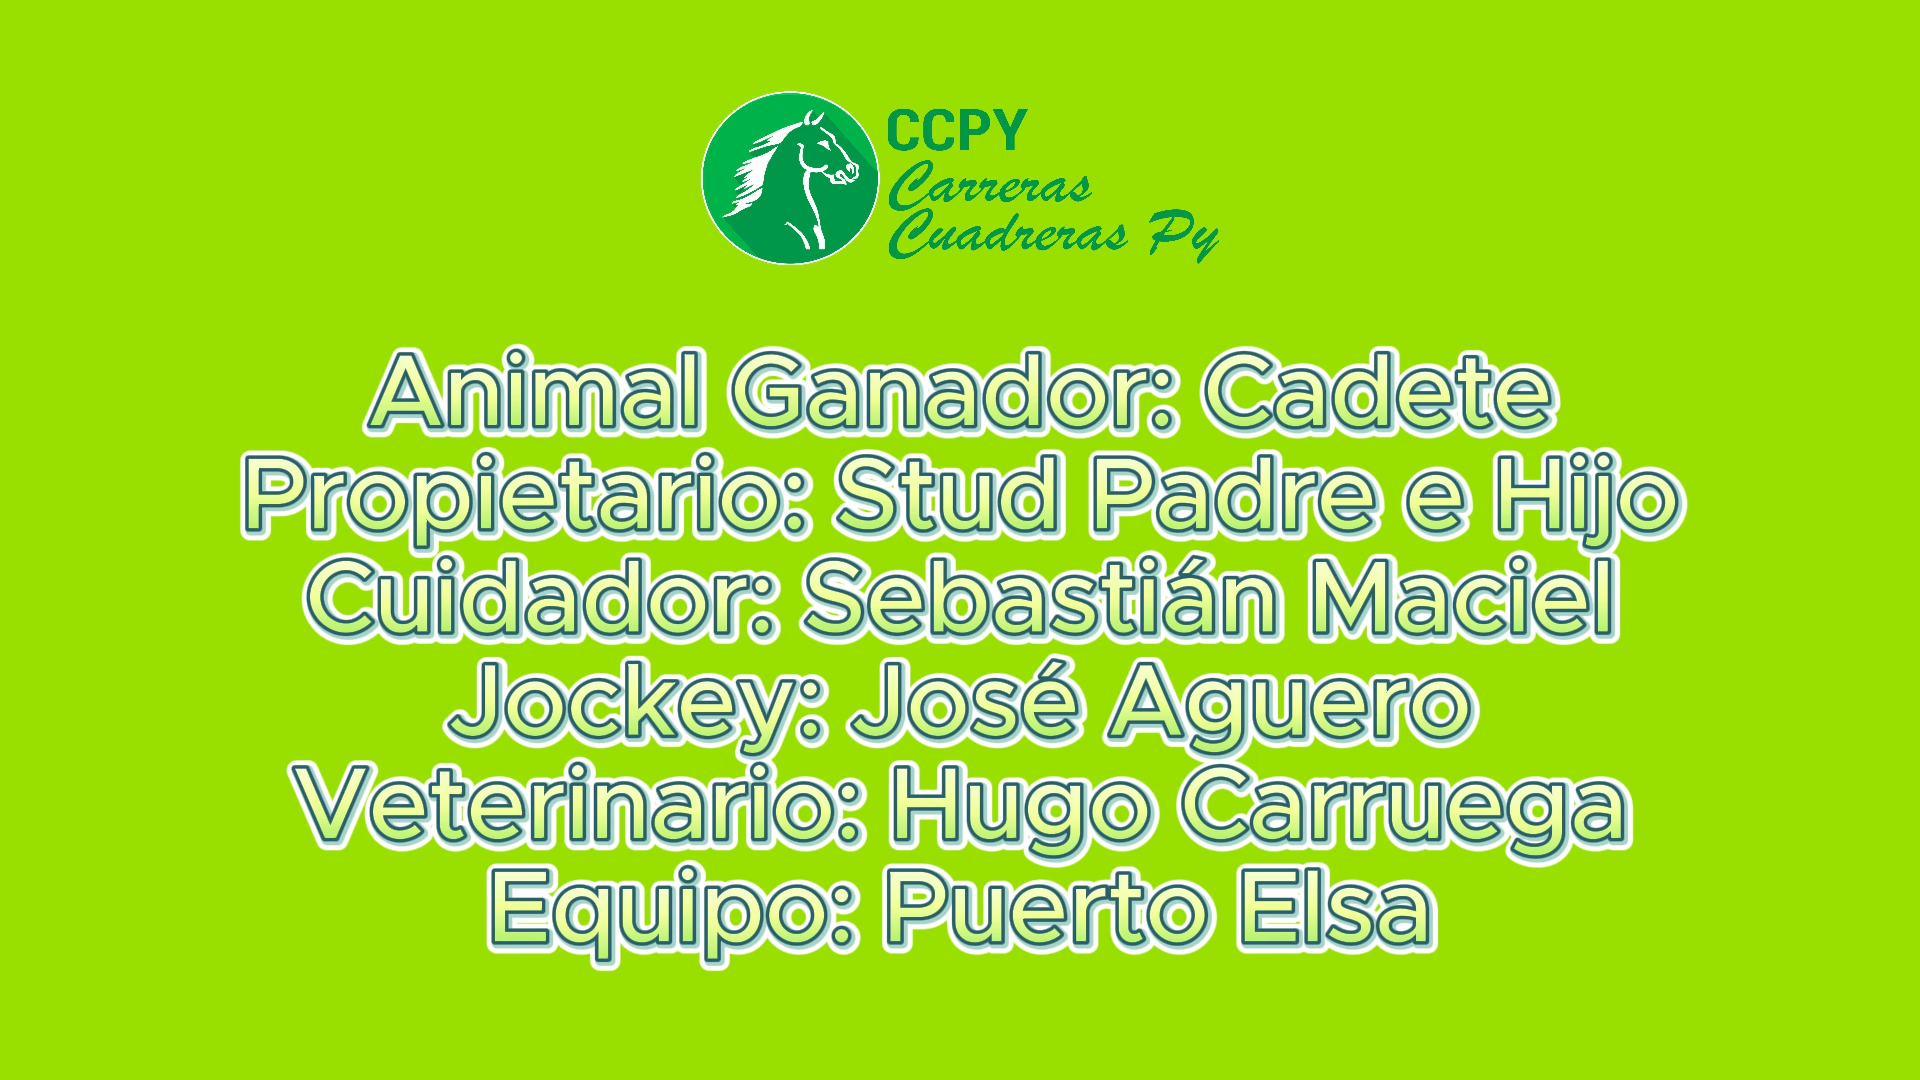 CCPY
Carreras
Cuadreras Py
Animal Ganador: Cadete
Propietario: Stud Padre e Hijo
Cuidador: Sebastián Maciel
Jockey: José Aguero
Veterinario: Hugo Carruega
Equipo: Puerto Elsa